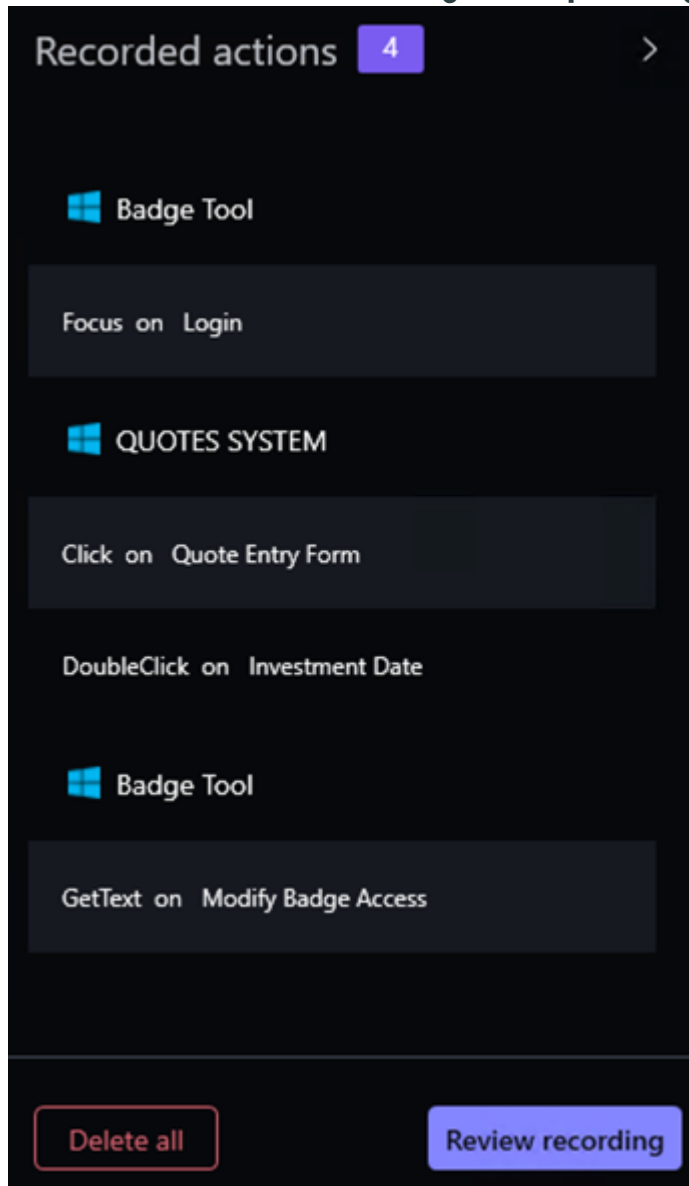 Recorded actions 4
Badge Tool
Focus on Login
QUOTES SYSTEM
Click on Quote Entry Form
DoubleClick on Investment Date
Badge Tool
GetText on Modify Badge Access
Delete all Review recording